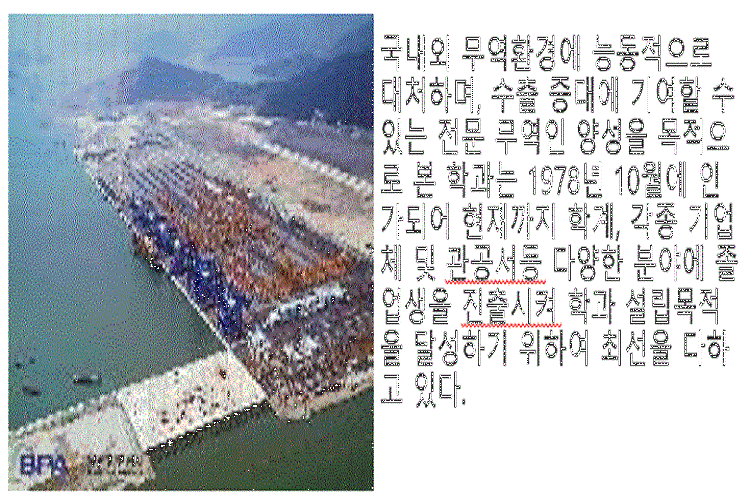 국내외 무역환경에 능동적으로
대처하며, 수출 증대에 기여할 수
있는 전문 무역인 양성을 목적으
로 본 학과는 1978년 10월에 인
가되어 현재까지 학계, 각종 기업
체 및 관공서등 다양한 분야에 졸
업생을 진출시켜 학과 설립목적
을 달성하기 위하여 최선을 다하
고 있다.
BPA